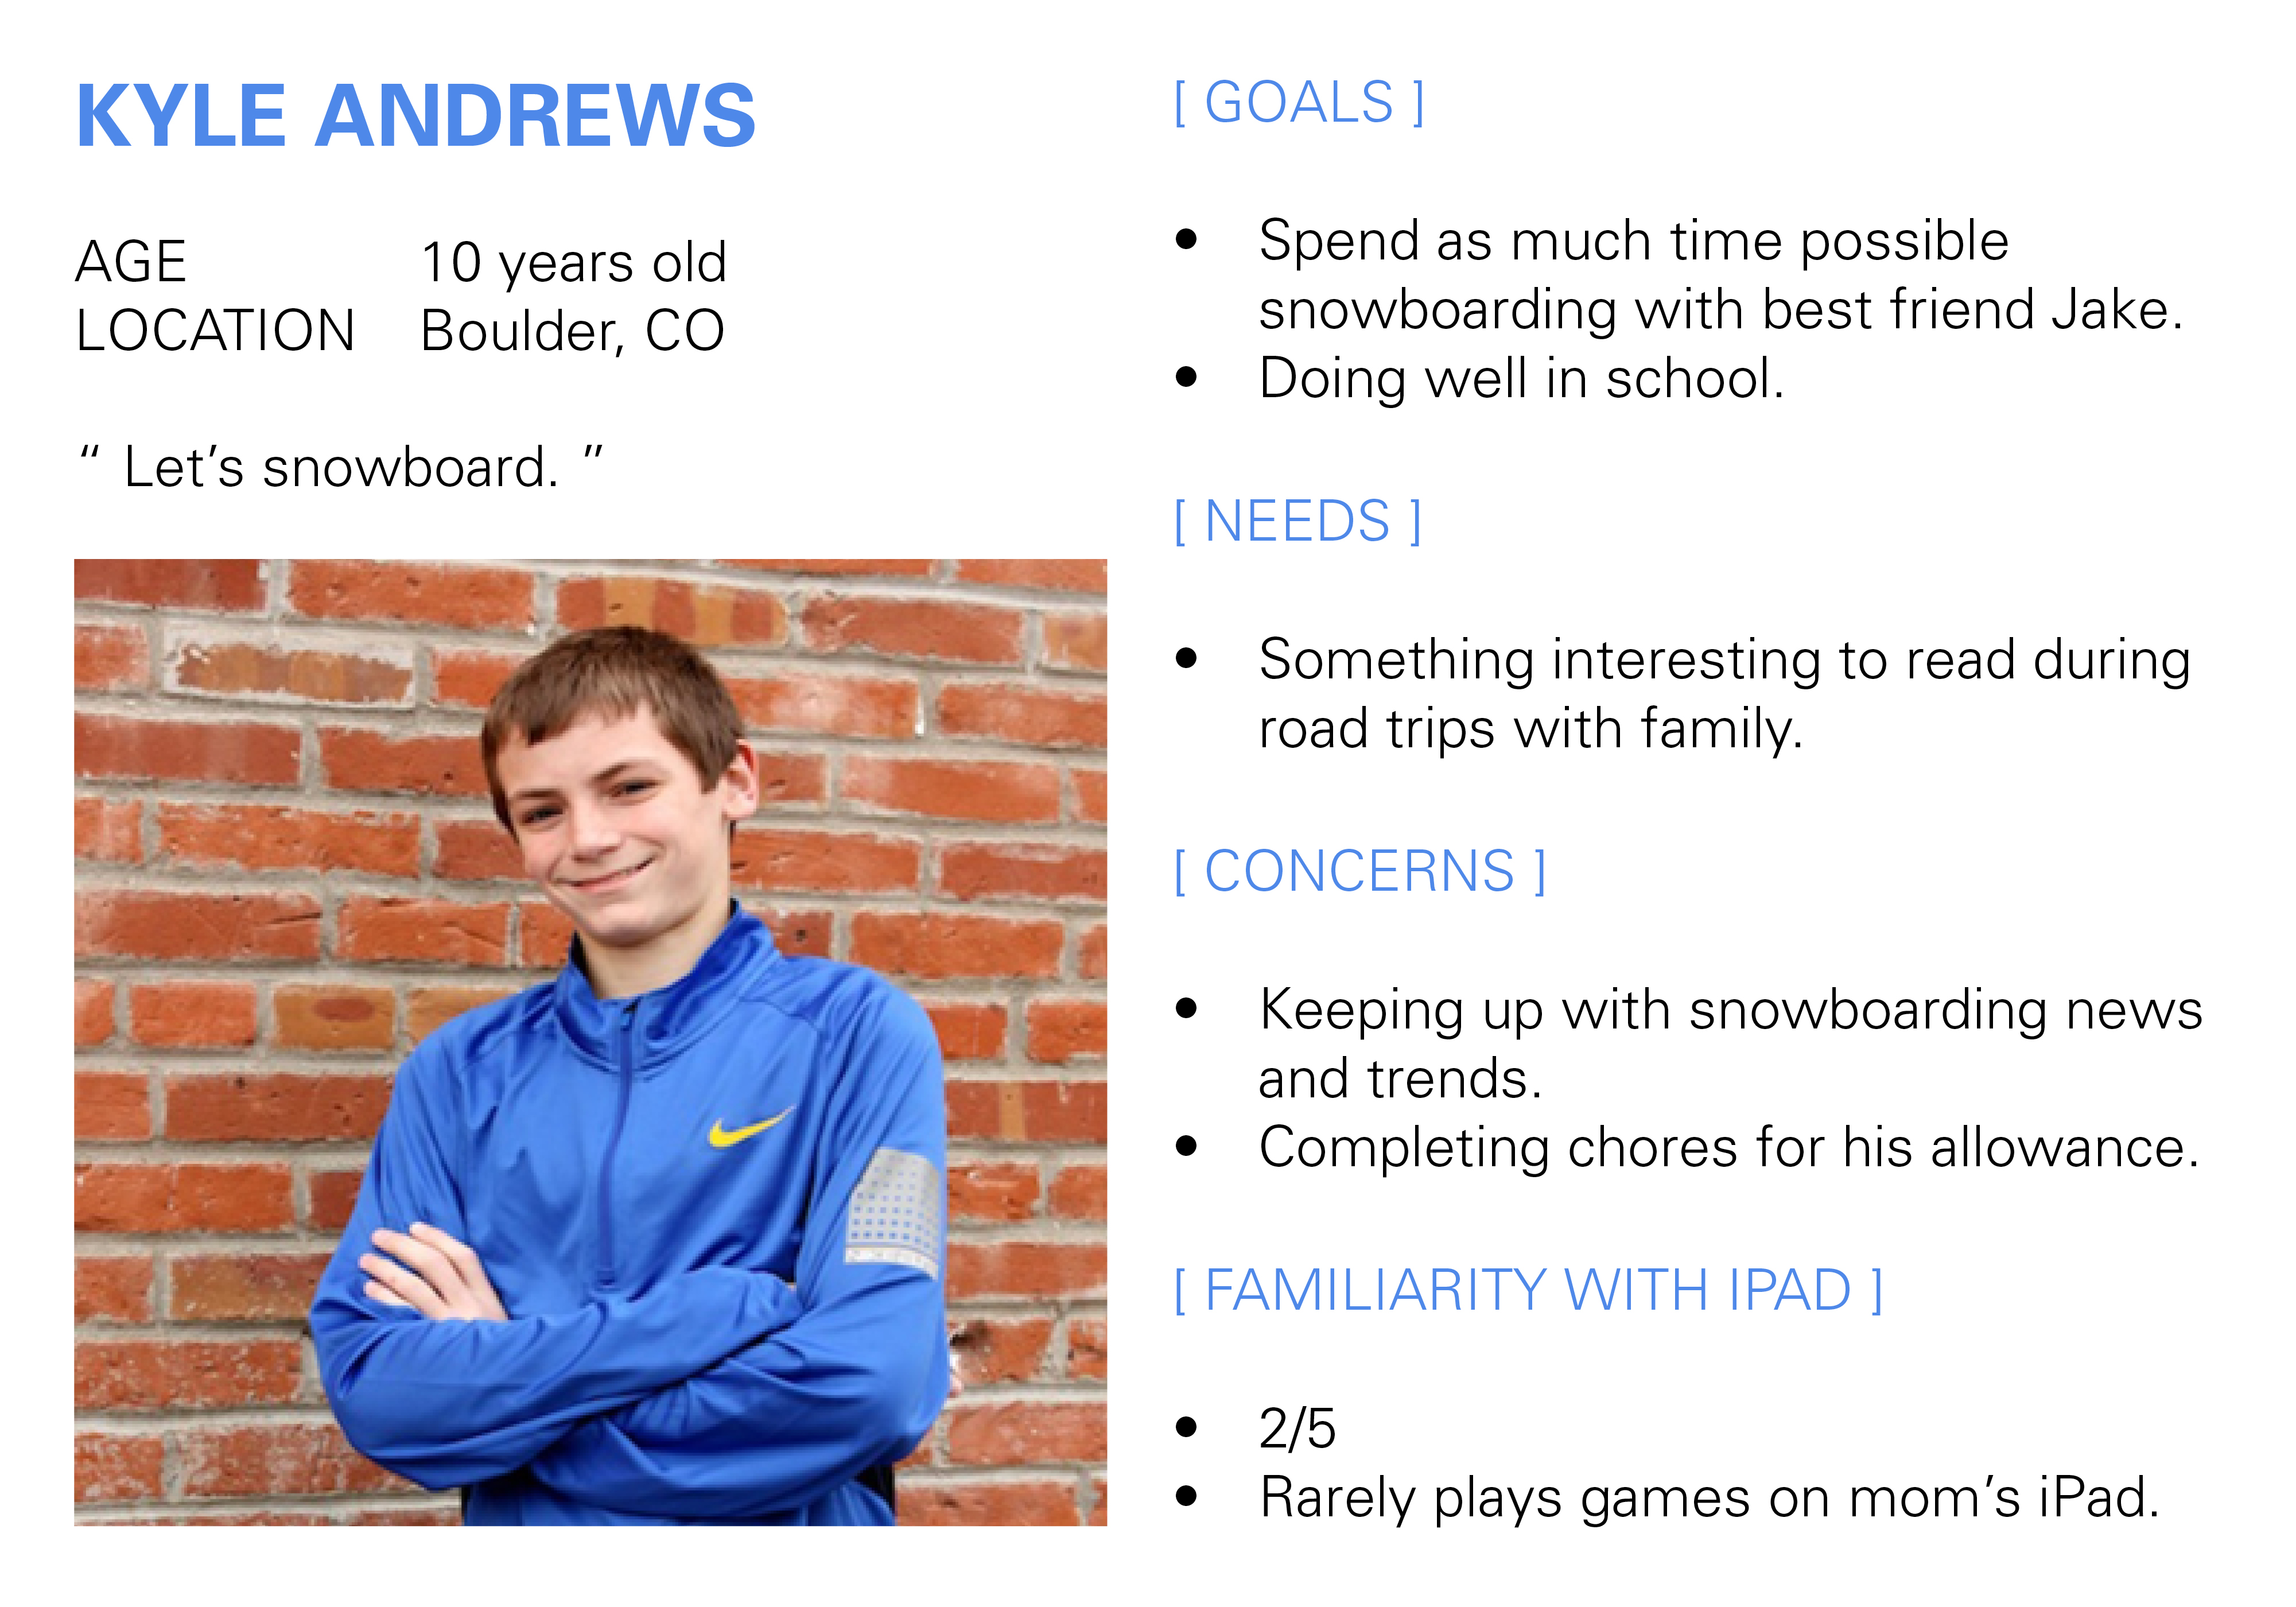 KYLE ANDREWS
AGE 10 years old
LOCATION Boulder, CO
“ Let’s snowboard. ”
[ GOALS ]
• Spend as much time possible
snowboarding with best friend Jake.
• Doing well in school.
[ NEEDS ]
• Something interesting to read during
road trips with family.
[ CONCERNS ]
• Keeping up with snowboarding news
and trends.
• Completing chores for his allowance.
[ FAMILIARITY WITH IPAD ]
• 2/5
• Rarely plays games on mom’s iPad.